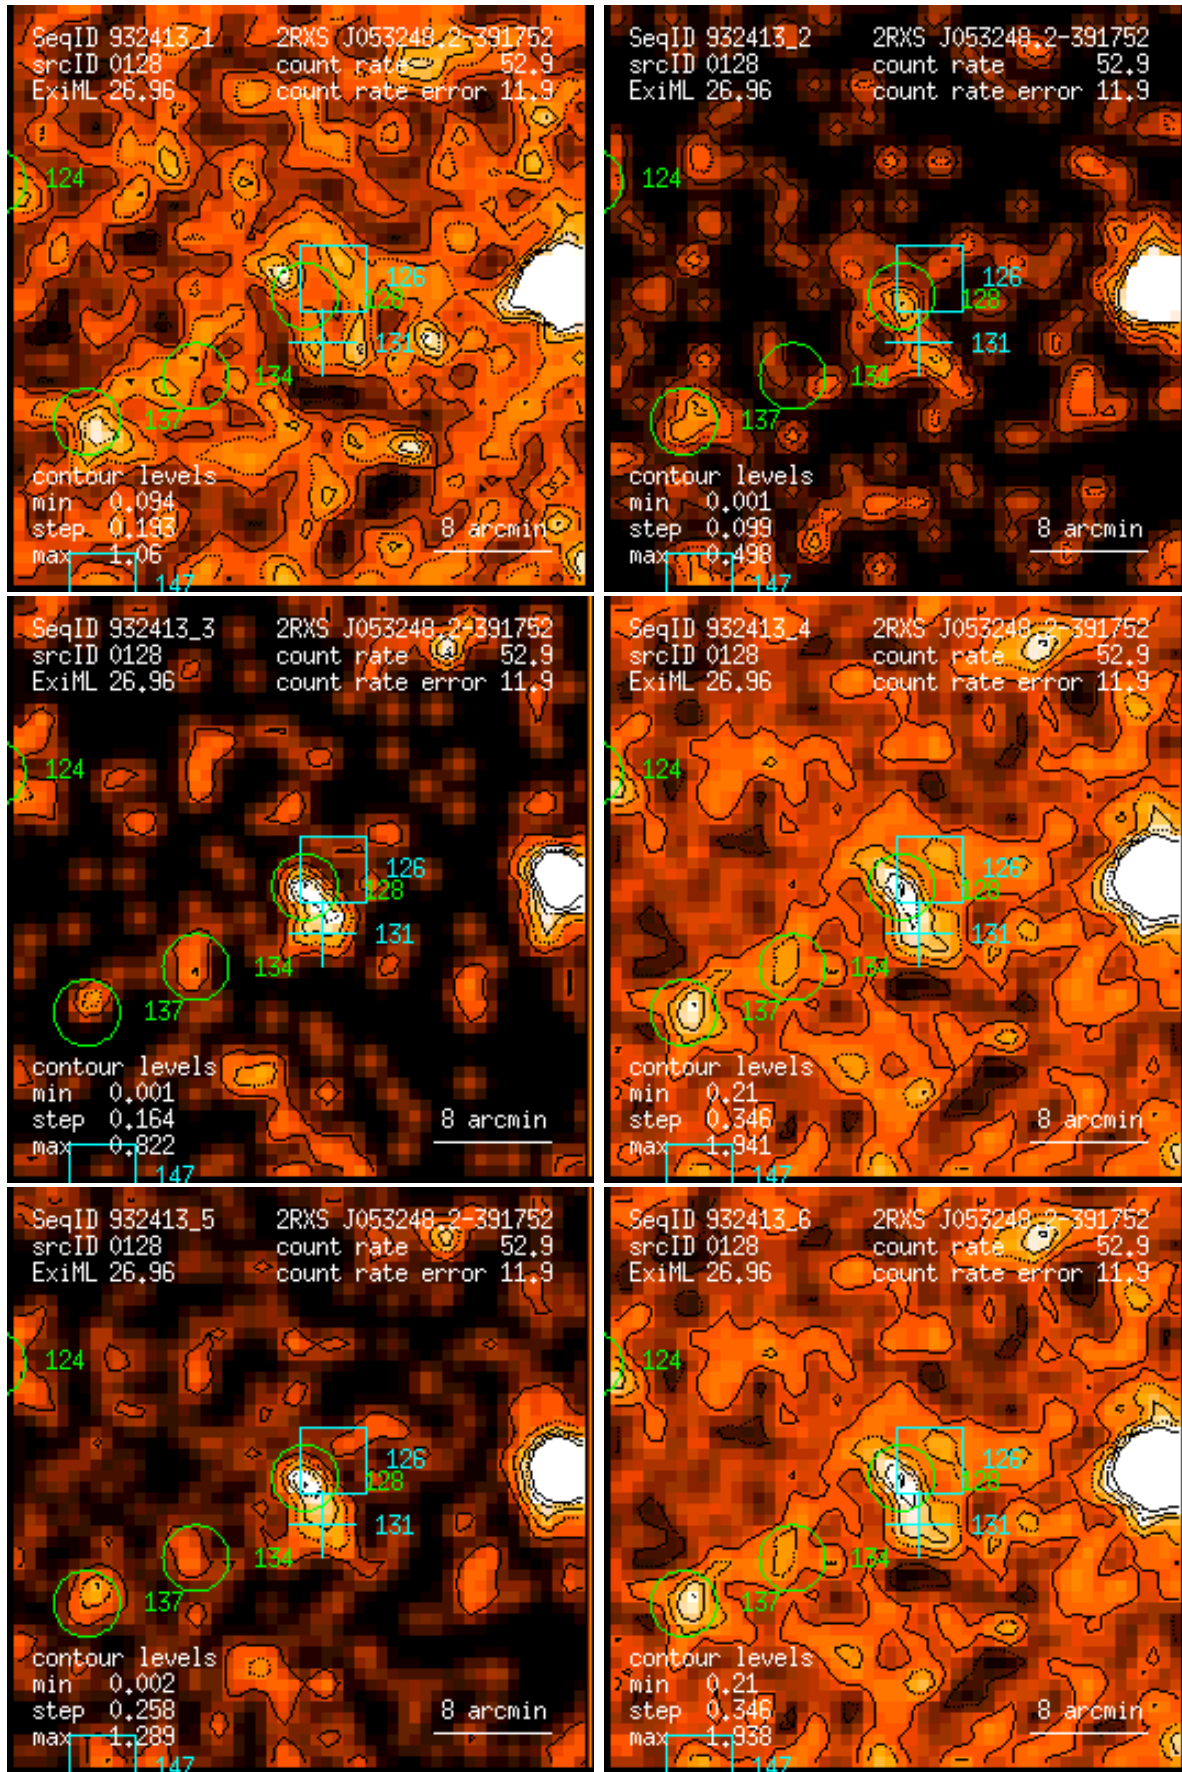 SeqID 932413_1 2RXS J053248.2-391752
srcID 0128 count rate 52.9
ExiML 26.96 count rate error 11.9
124
126
128
131
134
137
contour levels
min 0.094
step 0.193 8 arcmin
max 1.06
147
SeqID 932413_2 2RXS J053248.2-391752
srcID 0128 count rate 52.9
ExiML 26.96 count rate error 11.9
124
126
128
131
134
137
contour levels
min 0.001
step 0.099 8 arcmin
max 0.498
147
SeqID 932413_3 2RXS J053248.2-391752
srcID 0128 count rate 52.9
ExiML 26.96 count rate error 11.9
124
126
128
131
134
137
contour levels
min 0.001
step 0.164 8 arcmin
max 0.822
147
SeqID 932413_4 2RXS J053248.2-391752
srcID 0128 count rate 52.9
ExiML 26.96 count rate error 11.9
124
126
128
131
134
137
contour levels
min 0.21
step 0.346 8 arcmin
max 1.941
147
SeqID 932413_5 2RXS J053248.2-391752
srcID 0128 count rate 52.9
ExiML 26.96 count rate error 11.9
124
126
128
131
134
137
contour levels
min 0.002
step 0.258 8 arcmin
max 1.289
147
SeqID 932413_6 2RXS J053248.2-391752
srcID 0128 count rate 52.9
ExiML 26.96 count rate error 11.9
124
126
128
131
134
137
contour levels
min 0.21
step 0.346 8 arcmin
max 1.938
147